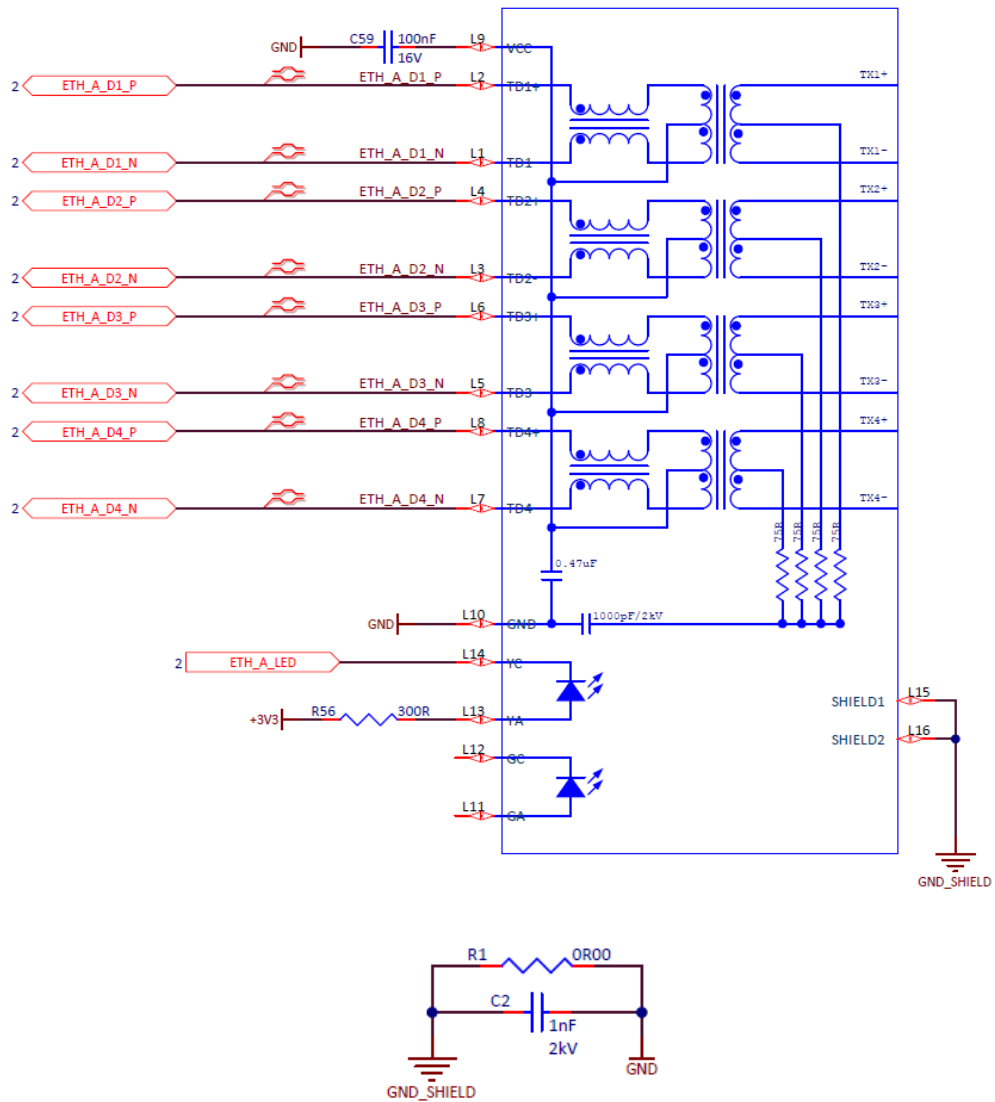 C59 100nF L9
GND VCC
16V
2 ETH_A_D1_P ETH_A_D1_P L2 TD1+ TX1+
2 ETH_A_D1_N ETH_A_D1_N L1 TD1- TX1-
2 ETH_A_D2_P ETH_A_D2_P L4 TD2+ TX2+
2 ETH_A_D2_N ETH_A_D2_N L3 TD2- TX2-
2 ETH_A_D3_P ETH_A_D3_P L6 TD3+ TX3+
2 ETH_A_D3_N ETH_A_D3_N L5 TD3- TX3-
2 ETH_A_D4_P ETH_A_D4_P L8 TD4+ TX4+
2 ETH_A_D4_N ETH_A_D4_N L7 TD4- TX4-
75R 75R 75R 75R
0.47uF
GND L10 GND 1000pF/2kV
2 ETH_A_LED L14 YC
+3V3 R56 300R L13 YA
SHIELD1 L15
SHIELD2 L16
L12 GC
L11 GA
GND_SHIELD
R1 0R00
C2 1nF
2kV
GND_SHIELD GND